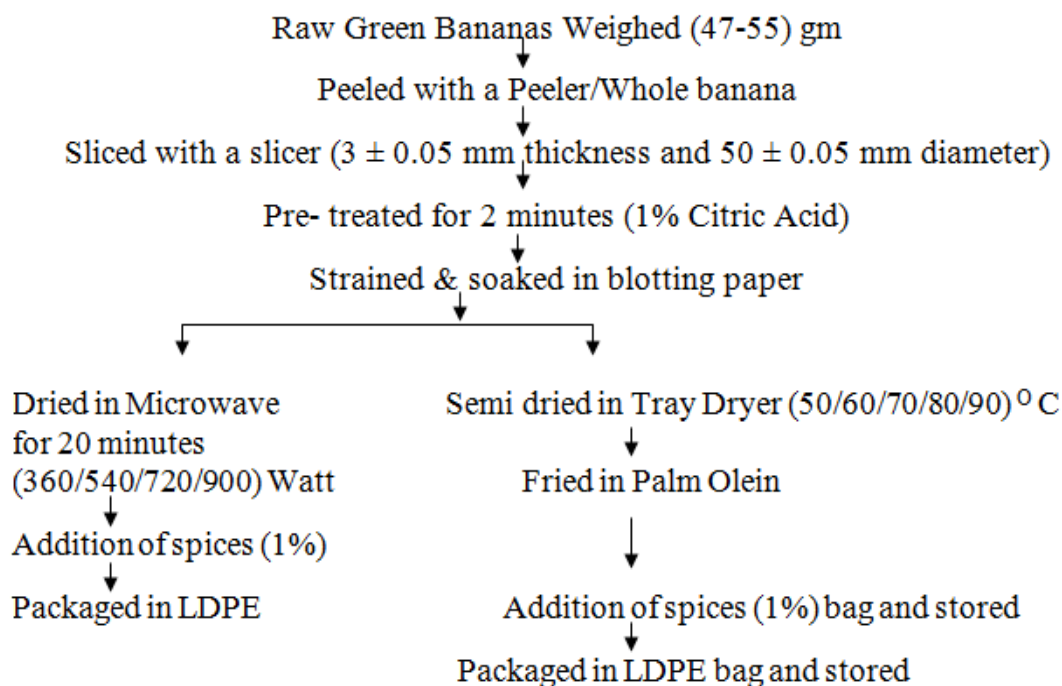 Raw Green Bananas Weighed (47-55) gm
Peeled with a Peeler/Whole banana
Sliced with a slicer (3 ± 0.05 mm thickness and 50 ± 0.05 mm diameter)
Pre- treated for 2 minutes (1% Citric Acid)
Strained & soaked in blotting paper
Dried in Microwave
for 20 minutes
(360/540/720/900) Watt
Addition of spices (1%)
Packaged in LDPE
Semi dried in Tray Dryer (50/60/70/80/90) ᴼ C
Fried in Palm Olein
Addition of spices (1%) bag and stored
Packaged in LDPE bag and stored